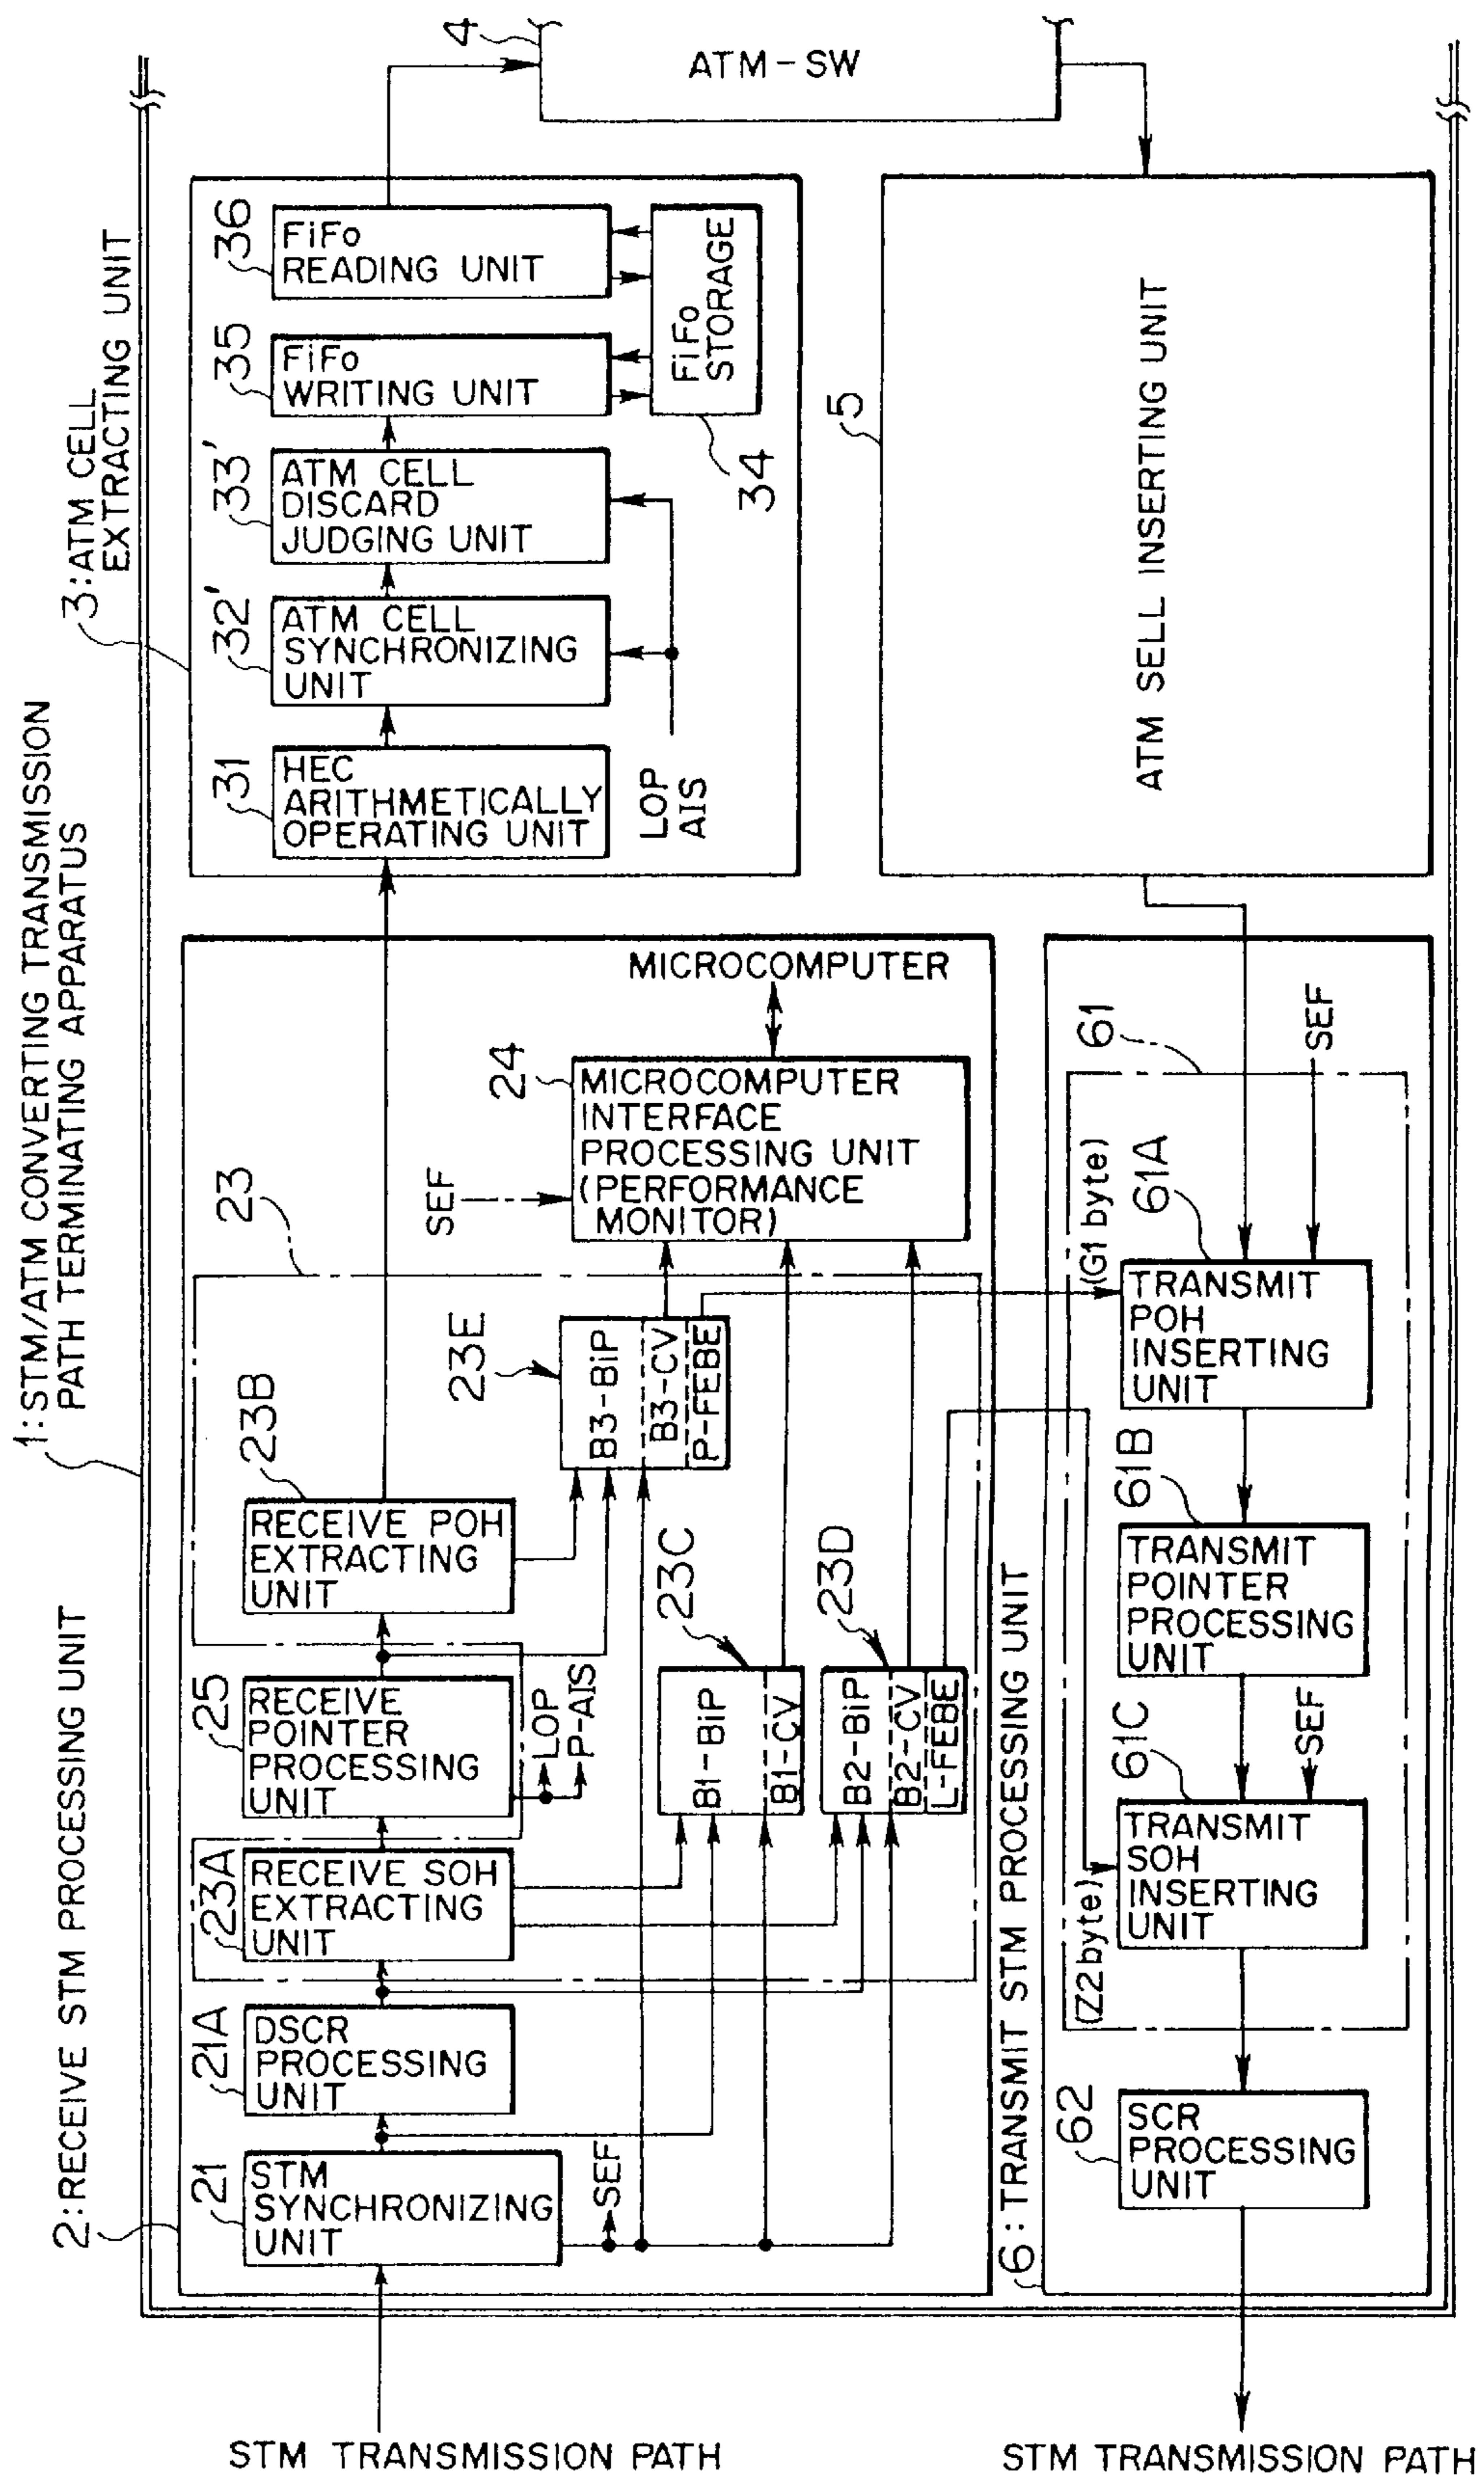 1:STM/ATM CONVERTING TRANSMISSION
PATH TERMINATING APPARATUS
2:RECEIVE STM PROCESSING UNIT
3:ATM CELL
EXTRACTING UNIT
4
ATM-SW
36
FiFo
READING UNIT
35
FiFo
WRITING UNIT
FiFo
STORAGE
34
33'
ATM CELL
DISCARD
JUDGING UNIT
32'
ATM CELL
SYNCHRONIZING
UNIT
31
HEC
ARITHMETICALLY
OPERATING UNIT
LOP
AIS
5
ATM SELL INSERTING UNIT
MICROCOMPUTER
24
MICROCOMPUTER
INTERFACE
PROCESSING UNIT
(PERFORMANCE
MONITOR)
SEF
23
23E
B3-BiP
B3-CV
P-FEBE
23B
RECEIVE POH
EXTRACTING
UNIT
23C
B1-BiP
B1-CV
23D
B2-BiP
B2-CV
L-FEBE
25
RECEIVE
POINTER
PROCESSING
UNIT
LOP
P-AIS
23A
RECEIVE SOH
EXTRACTING
UNIT
21A
DSCR
PROCESSING
UNIT
21
STM
SYNCHRONIZING
UNIT
SEF
6:TRANSMIT STM PROCESSING UNIT
61
SEF
(G1 byte)
61A
TRANSMIT
POH
INSERTING
UNIT
61B
TRANSMIT
POINTER
PROCESSING
UNIT
61C
SEF
TRANSMIT
SOH
INSERTING
UNIT
(Z2byte)
62
SCR
PROCESSING
UNIT
STM TRANSMISSION PATH
STM TRANSMISSION PATH